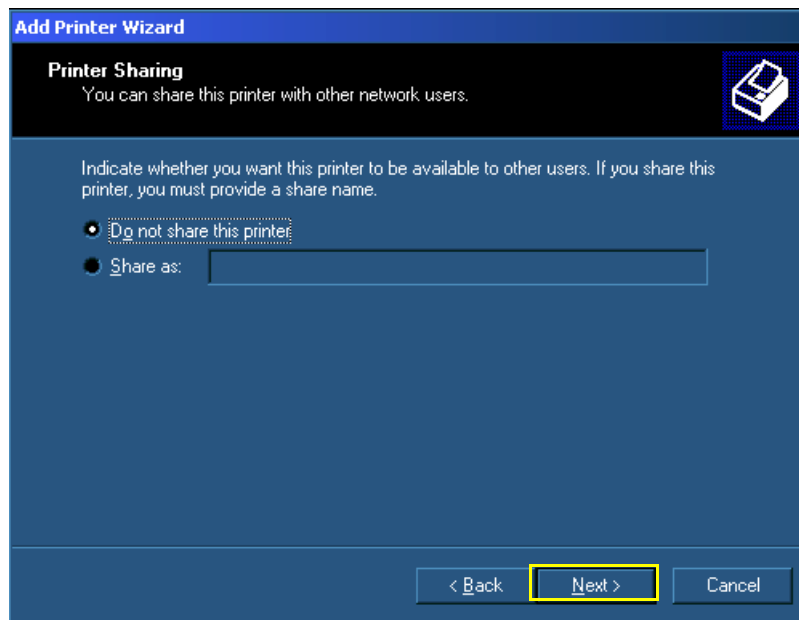 Add Printer Wizard
Printer Sharing
You can share this printer with other network users.
Indicate whether you want this printer to be available to other users. If you share this
printer, you must provide a share name.
Do not share this printer
Share as:
< Back Next > Cancel